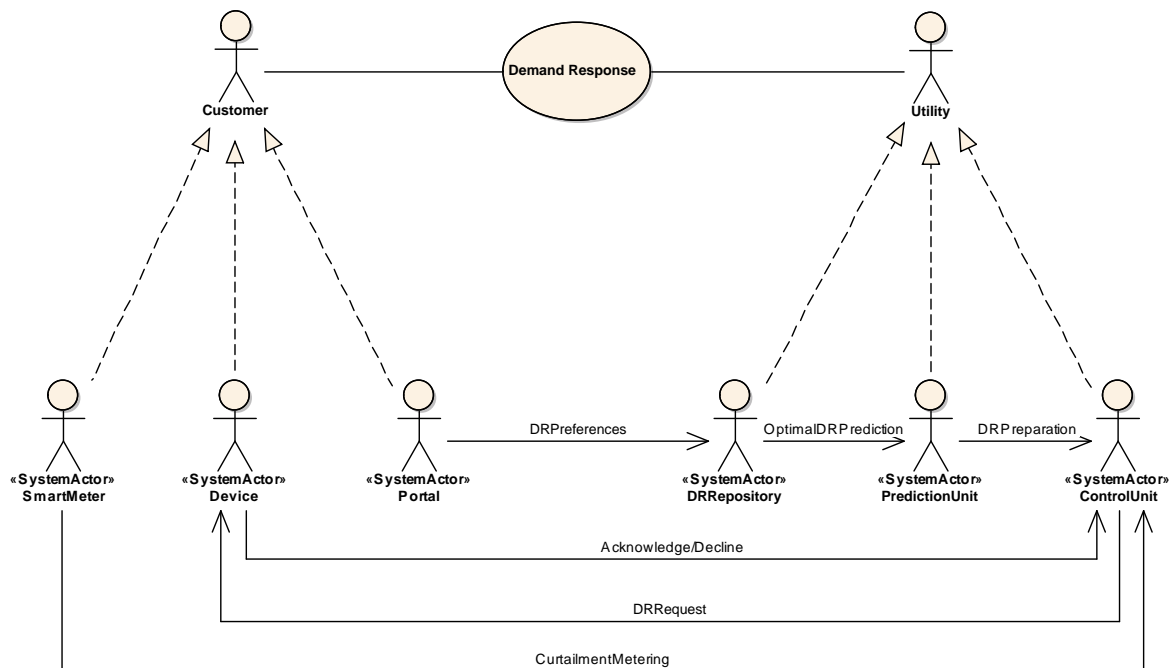 Demand Response
Customer
Utility
DRPreferences
OptimalDRPrediction
DRPreparation
«SystemActor»
SmartMeter
«SystemActor»
Device
«SystemActor»
Portal
«SystemActor»
DRRepository
«SystemActor»
PredictionUnit
«SystemActor»
ControlUnit
Acknowledge/Decline
DRRequest
CurtailmentMetering